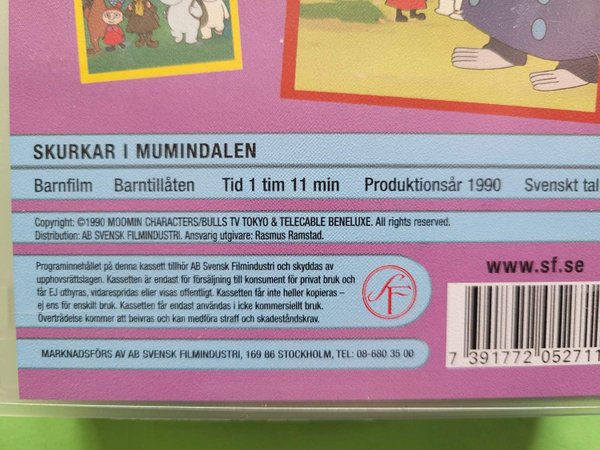 SKURKAR I MUMINDALEN
Barnfilm Barntillåten Tid 1 tim 11 min Produktionsår 1990 Svenskt tal
Copyright: ©1990 MOOMIN CHARACTERS/BULLS TV TOKYO & TELECABLE BENELUXE. All rights reserved.
Distribution: AB SVENSK FILMINDUSTRI. Ansvarig utgivare: Rasmus Ramstad.
Programinnehållet på denna kassett tillhör AB Svensk Filmindustri och skyddas av
upphovsrättslagen. Kassetten är endast för försäljning till konsument för privat bruk och
får EJ uthyras, vidarespridas eller visas offentligt. Kassetten får inte heller kopieras –
ej ens för enskilt bruk. Kassetten får endast användas i icke kommersiellt bruk.
Överträdelse kommer att beivras och kan medföra straff och skadeståndskrav.
SF
www.sf.se
MARKNADSFÖRS AV AB SVENSK FILMINDUSTRI, 169 86 STOCKHOLM, TEL: 08-680 35 00
7 391772 052711